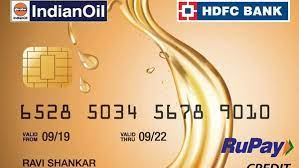 IndianOil HDFC BANK
6528 5034 5678 9010
VALID FROM 09/19 VALID THRU 09/22
RAVI SHANKAR
RuPay
CREDIT